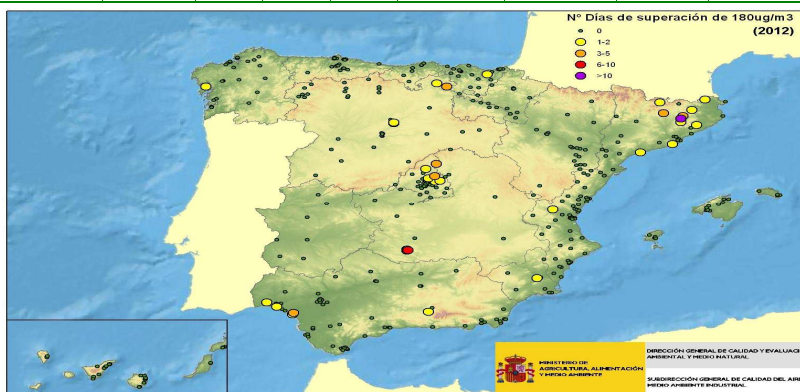 Nº Días de superación de 180ug/m3
(2012)
0
1-2
3-5
6-10
>10
MINISTERIO DE
AGRICULTURA, ALIMENTACIÓN
Y MEDIO AMBIENTE
DIRECCIÓN GENERAL DE CALIDAD Y EVALUACI
AMBIENTAL Y MEDIO NATURAL
SUBDIRECCIÓN GENERAL DE CALIDAD DEL AIR
MEDIO AMBIENTE INDUSTRIAL